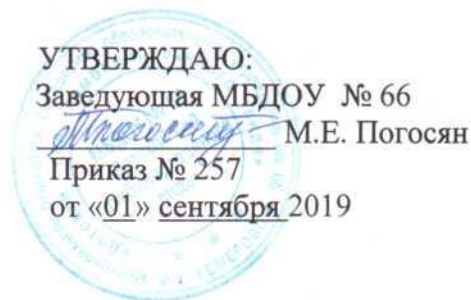 УТВЕРЖДАЮ:
Заведующая МБДОУ № 66
М.Е. Погосян
Приказ № 257
от «01» сентября 2019